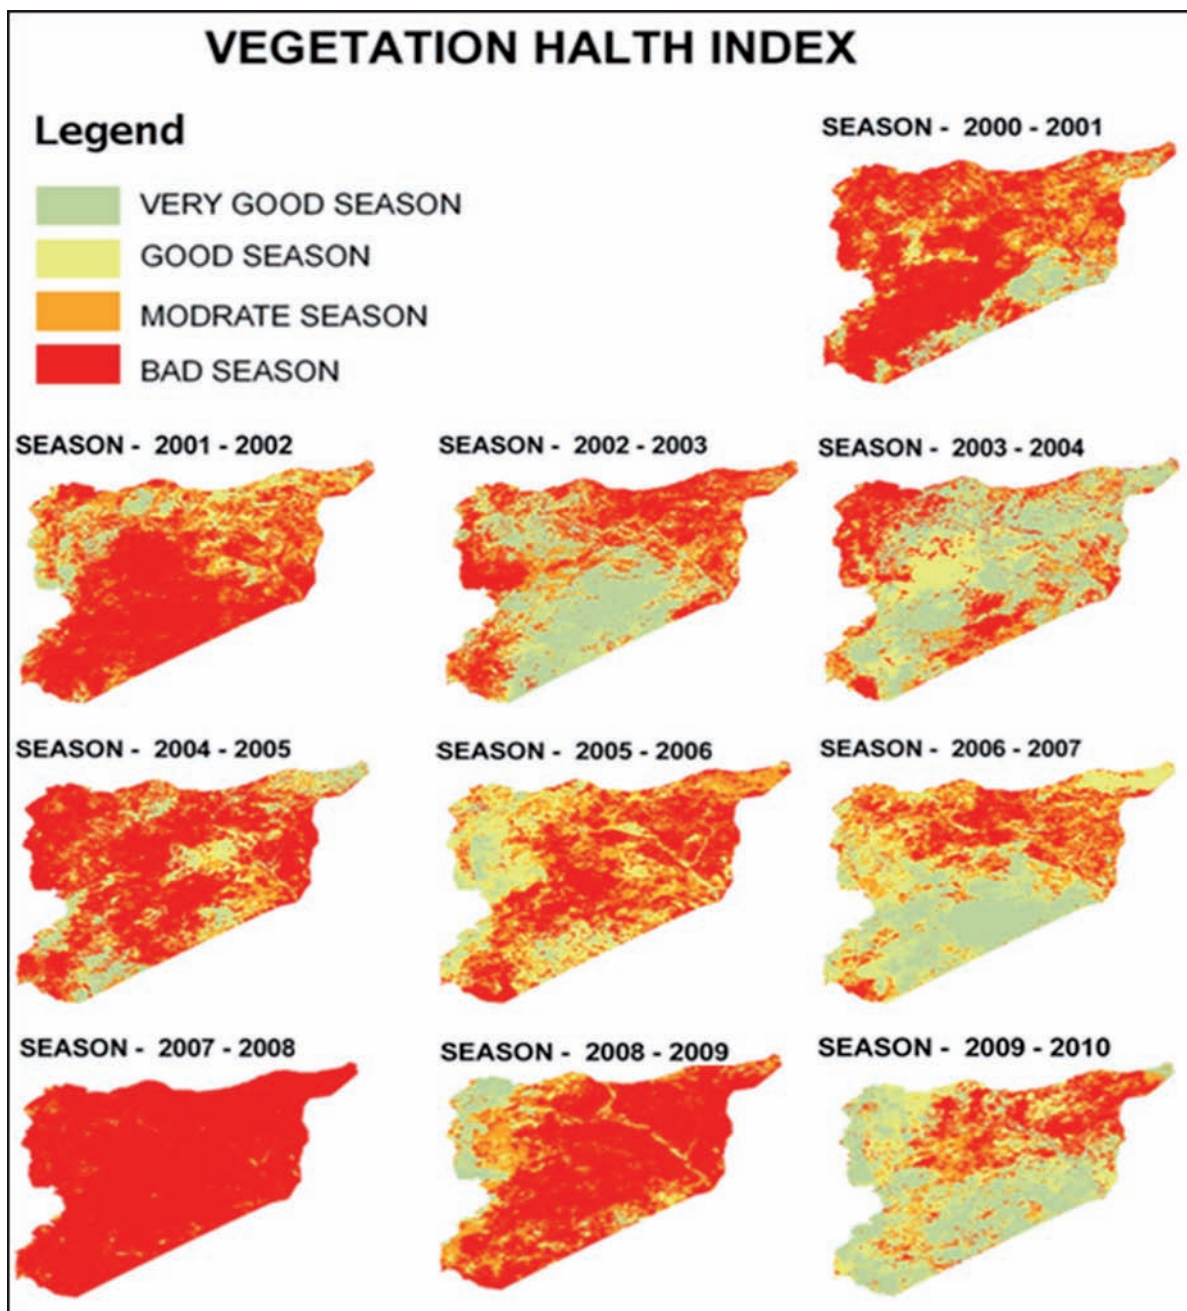 VEGETATION HALTH INDEX
Legend
VERY GOOD SEASON
GOOD SEASON
MODRATE SEASON
BAD SEASON
SEASON - 2000 - 2001
SEASON - 2001 - 2002
SEASON - 2002 - 2003
SEASON - 2003 - 2004
SEASON - 2004 - 2005
SEASON - 2005 - 2006
SEASON - 2006 - 2007
SEASON - 2007 - 2008
SEASON - 2008 - 2009
SEASON - 2009 - 2010